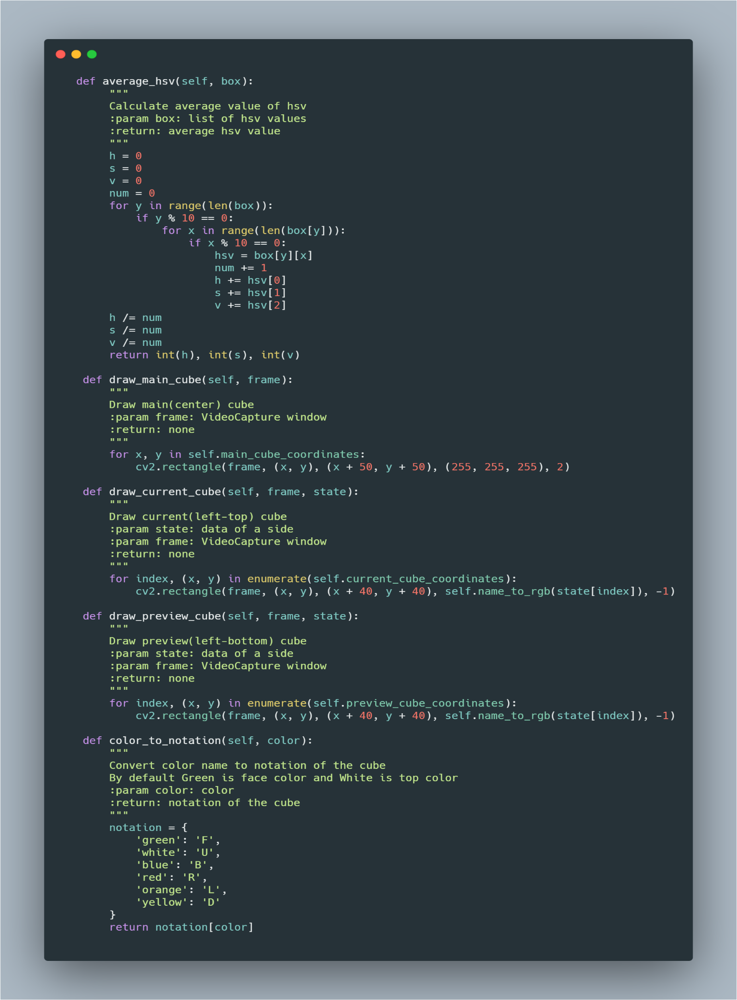 def average_hsv(self, box):
"""
Calculate average value of hsv
:param box: list of hsv values
:return: average hsv value
"""
h = 0
s = 0
v = 0
num = 0
for y in range(len(box)):
if y % 10 == 0:
for x in range(len(box[y])):
if x % 10 == 0:
hsv = box[y][x]
num += 1
h += hsv[0]
s += hsv[1]
v += hsv[2]
h /= num
s /= num
v /= num
return int(h), int(s), int(v)
def draw_main_cube(self, frame):
"""
Draw main(center) cube
:param frame: VideoCapture window
:return: none
"""
for x, y in self.main_cube_coordinates:
cv2.rectangle(frame, (x, y), (x + 50, y + 50), (255, 255, 255), 2)
def draw_current_cube(self, frame, state):
"""
Draw current(left-top) cube
:param state: data of a side
:param frame: VideoCapture window
:return: none
"""
for index, (x, y) in enumerate(self.current_cube_coordinates):
cv2.rectangle(frame, (x, y), (x + 40, y + 40), self.name_to_rgb(state[index]), -1)
def draw_preview_cube(self, frame, state):
"""
Draw preview(left-bottom) cube
:param state: data of a side
:param frame: VideoCapture window
:return: none
"""
for index, (x, y) in enumerate(self.preview_cube_coordinates):
cv2.rectangle(frame, (x, y), (x + 40, y + 40), self.name_to_rgb(state[index]), -1)
def color_to_notation(self, color):
"""
Convert color name to notation of the cube
By default Green is face color and White is top color
:param color: color
:return: notation of the cube
"""
notation = {
'green': 'F',
'white': 'U',
'blue': 'B',
'red': 'R',
'orange': 'L',
'yellow': 'D'
}
return notation[color]